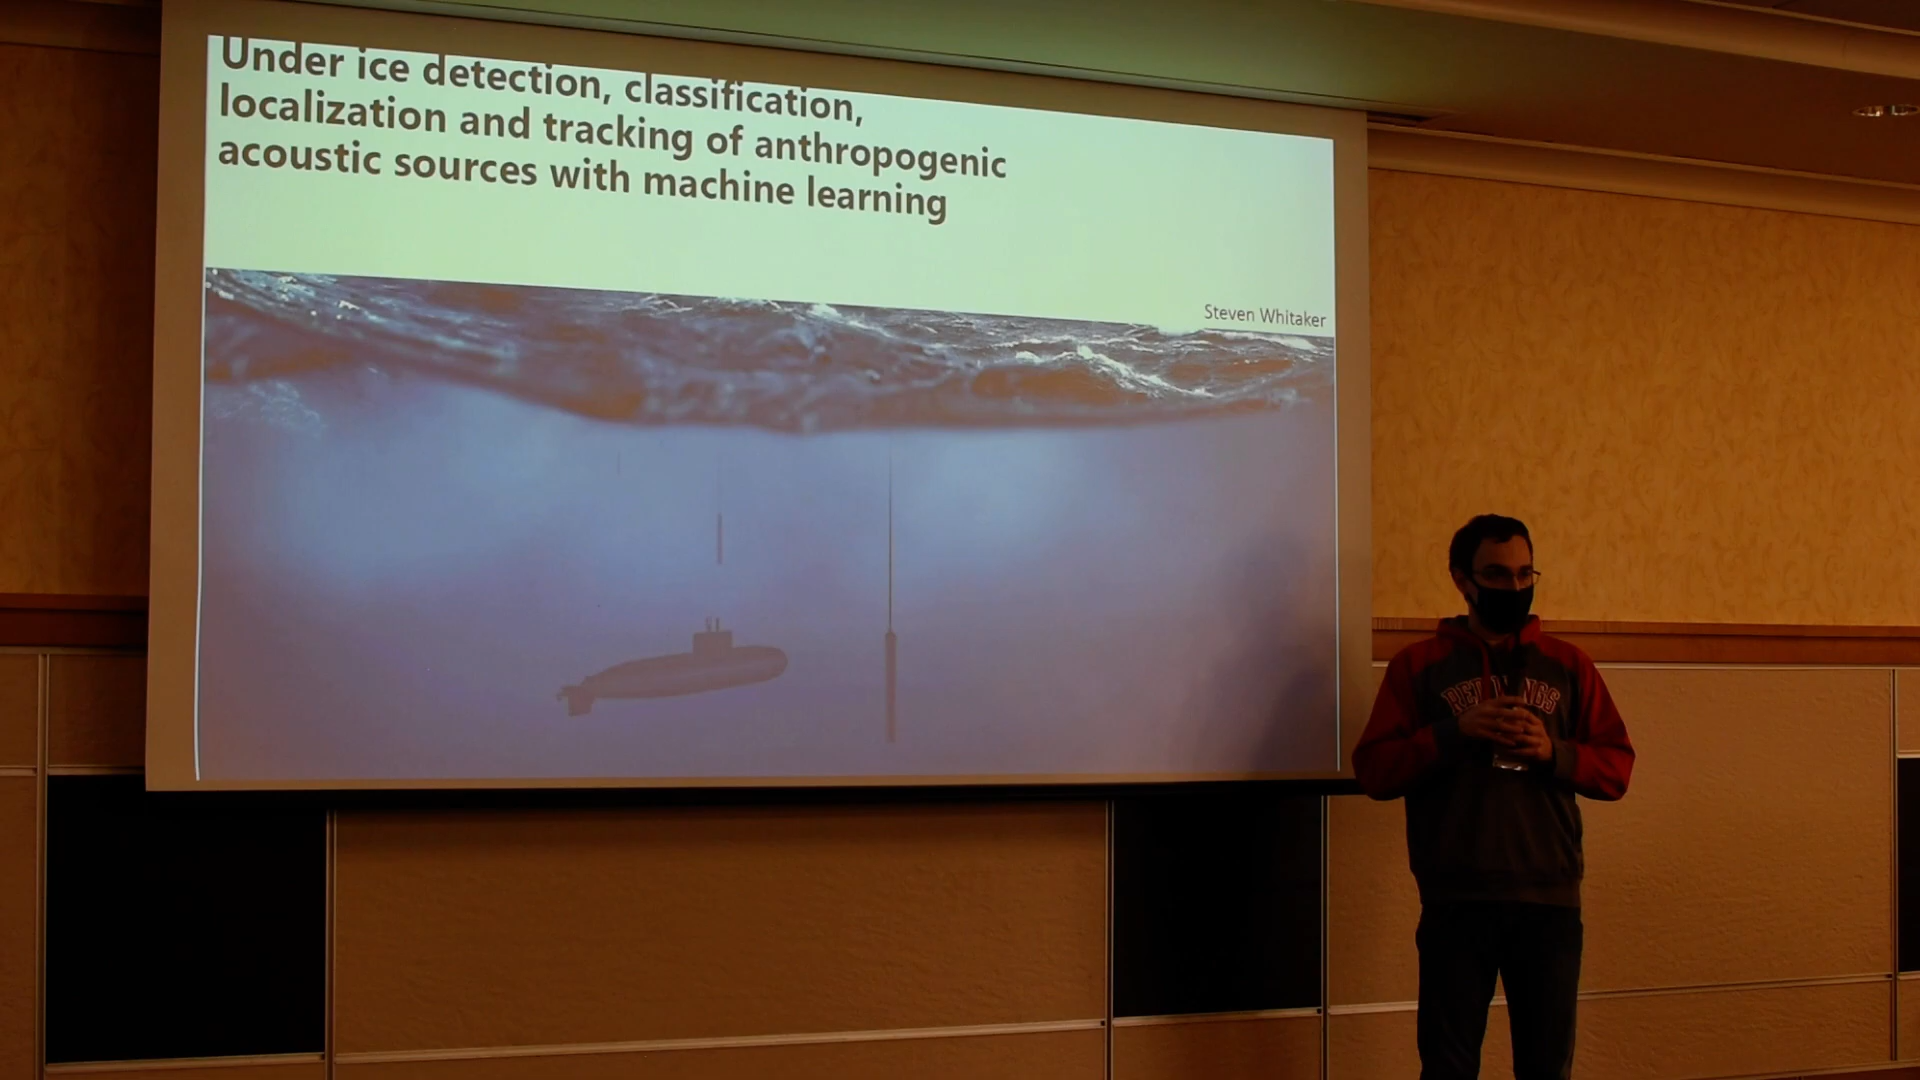 Under ice detection, classification,
localization and tracking of anthropogenic
acoustic sources with machine learning
Steven Whitaker